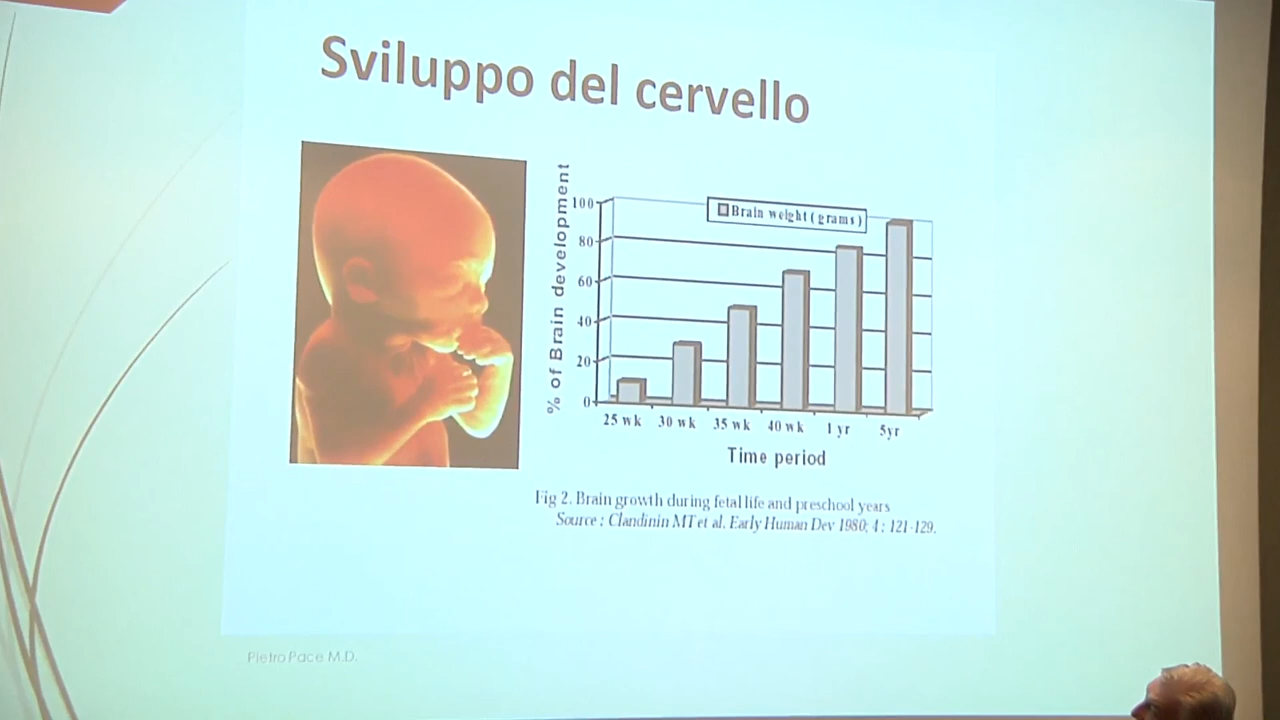 Sviluppo del cervello
% of Brain development
Brain weight (grams)
100
80
60
40
20
0
25 wk 30 wk 35 wk 40 wk 1 yr 5yr
Time period
Fig 2. Brain growth during fetal life and preschool years
Source : Clandinin MT et al. Early Human Dev 1980; 4 : 121-129.
Pietro Pace M.D.